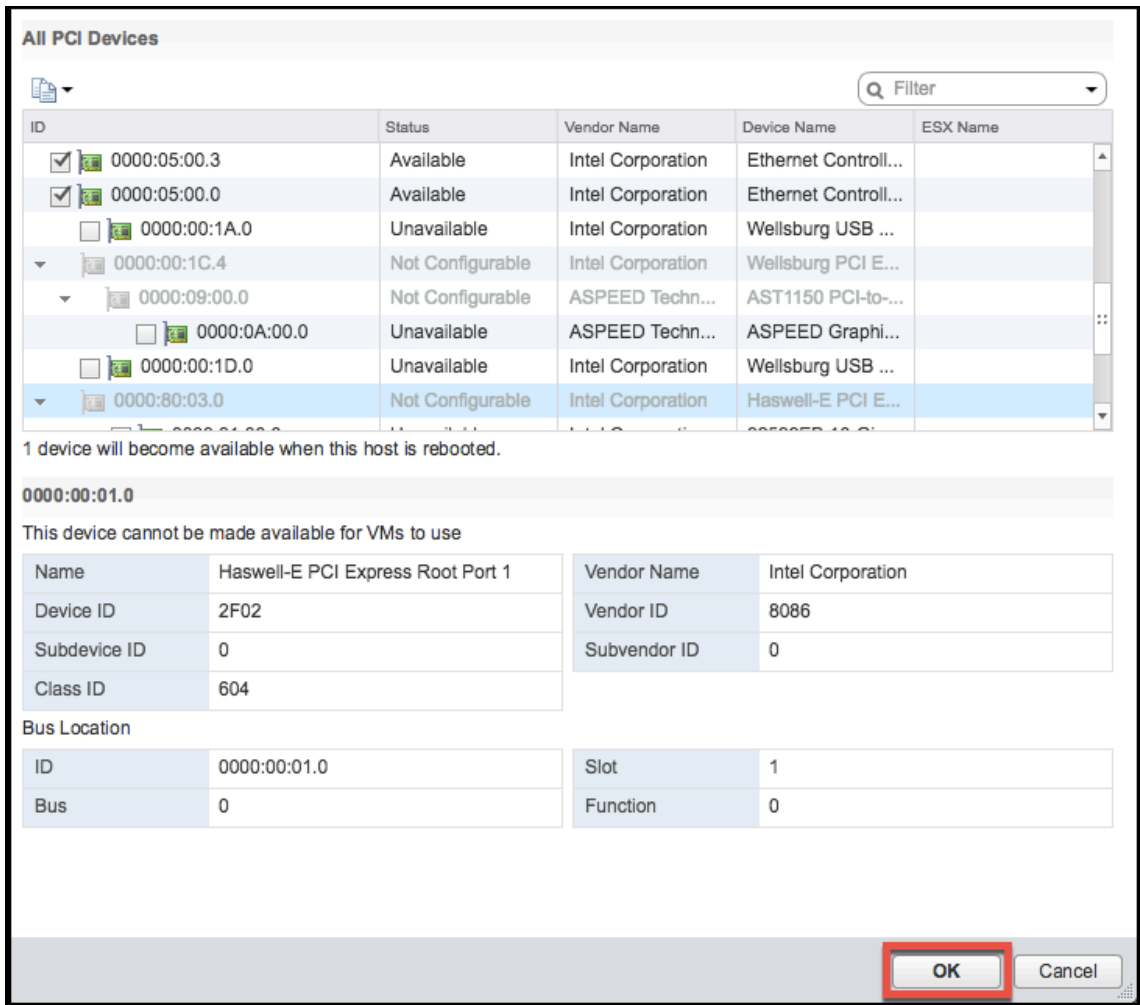 All PCI Devices
Filter
ID Status Vendor Name Device Name ESX Name
0000:05:00.3 Available Intel Corporation Ethernet Controll...
0000:05:00.0 Available Intel Corporation Ethernet Controll...
0000:00:1A.0 Unavailable Intel Corporation Wellsburg USB ...
0000:00:1C.4 Not Configurable Intel Corporation Wellsburg PCI E...
0000:09:00.0 Not Configurable ASPEED Techn... AST1150 PCI-to-...
0000:0A:00.0 Unavailable ASPEED Techn... ASPEED Graphi...
0000:00:1D.0 Unavailable Intel Corporation Wellsburg USB ...
0000:80:03.0 Not Configurable Intel Corporation Haswell-E PCI E...
1 device will become available when this host is rebooted.
0000:00:01.0
This device cannot be made available for VMs to use
Name Haswell-E PCI Express Root Port 1 Vendor Name Intel Corporation
Device ID 2F02 Vendor ID 8086
Subdevice ID 0 Subvendor ID 0
Class ID 604
Bus Location
ID 0000:00:01.0 Slot 1
Bus 0 Function 0
OK Cancel